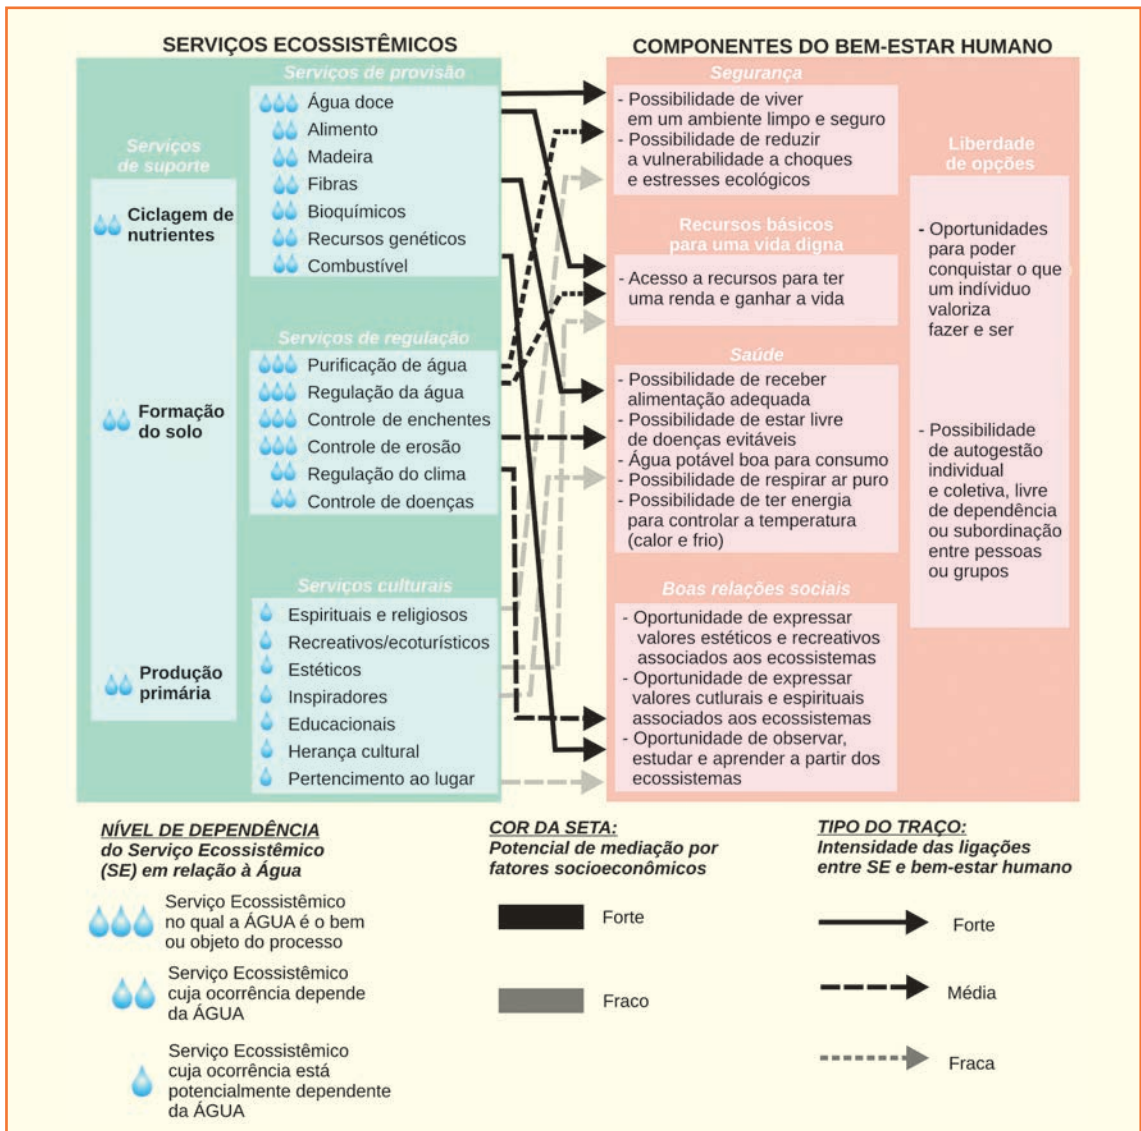 SERVIÇOS ECOSSISTÊMICOS
Serviços de suporte
Ciclagem de
nutrientes
Formação
do solo
Produção
primária
Serviços de provisão
Água doce
Alimento
Madeira
Fibras
Bioquímicos
Recursos genéticos
Combustível
Serviços de regulação
Purificação de água
Regulação da água
Controle de enchentes
Controle de erosão
Regulação do clima
Controle de doenças
Serviços culturais
Espirituais e religiosos
Recreativos/ecoturísticos
Estéticos
Inspiradores
Educacionais
Herança cultural
Pertencimento ao lugar
COMPONENTES DO BEM-ESTAR HUMANO
Segurança
- Possibilidade de viver
em um ambiente limpo e seguro
- Possibilidade de reduzir
a vulnerabilidade a choques
e estresses ecológicos
Recursos básicos
para uma vida digna
- Acesso a recursos para ter
uma renda e ganhar a vida
Saúde
- Possibilidade de receber
alimentação adequada
- Possibilidade de estar livre
de doenças evitáveis
- Água potável boa para consumo
- Possibilidade de respirar ar puro
- Possibilidade de ter energia
para controlar a temperatura
(calor e frio)
Boas relações sociais
- Oportunidade de expressar
valores estéticos e recreativos
associados aos ecossistemas
- Oportunidade de expressar
valores cutlurais e espirituais
associados aos ecossistemas
- Oportunidade de observar,
estudar e aprender a partir dos
ecossistemas
Liberdade
de opções
- Oportunidades
para poder
conquistar o que
um indíviduo
valoriza
fazer e ser
- Possibilidade
de autogestão
individual
e coletiva, livre
de dependência
ou subordinação
entre pessoas
ou grupos
NÍVEL DE DEPENDÊNCIA
do Serviço Ecossistêmico
(SE) em relação à Água
Serviço Ecossistêmico
no qual a ÁGUA é o bem
ou objeto do processo
Serviço Ecossistêmico
cuja ocorrência depende
da ÁGUA
Serviço Ecossistêmico
cuja ocorrência está
potencialmente dependente
da ÁGUA
COR DA SETA:
Potencial de mediação por
fatores socioeconômicos
Forte
Fraco
TIPO DO TRAÇO:
Intensidade das ligações
entre SE e bem-estar humano
Forte
Média
Fraca